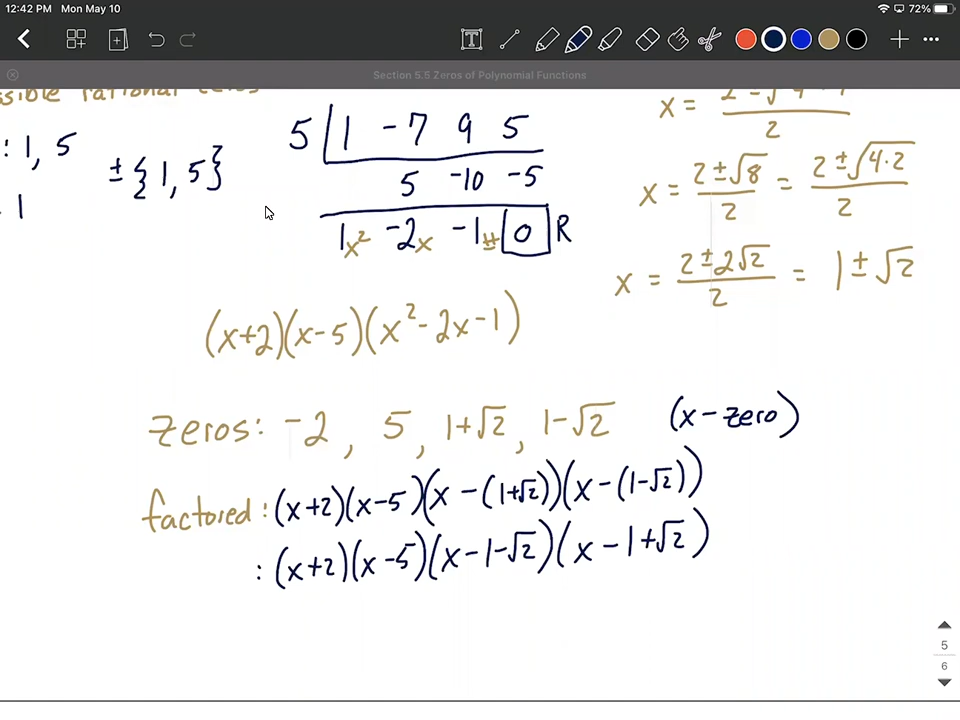 12:42 PM Mon May 10
72%
Section 5.5 Zeros of Polynomial Functions
ssible rational
: 1, 5
1
± {1, 5}
5 | 1 -7 9 5
5 -10 -5
1x² -2x -1 0 R
x =
2
x = (2 ± √8)/2 = (2 ± √(4·2))/2
x = (2 ± 2√2)/2 = 1 ± √2
(x+2)(x-5)(x²-2x-1)
zeros: -2, 5, 1+√2, 1-√2 (x - zero)
factored: (x+2)(x-5)(x-(1+√2))(x-(1-√2))
: (x+2)(x-5)(x-1-√2)(x-1+√2)
5
6